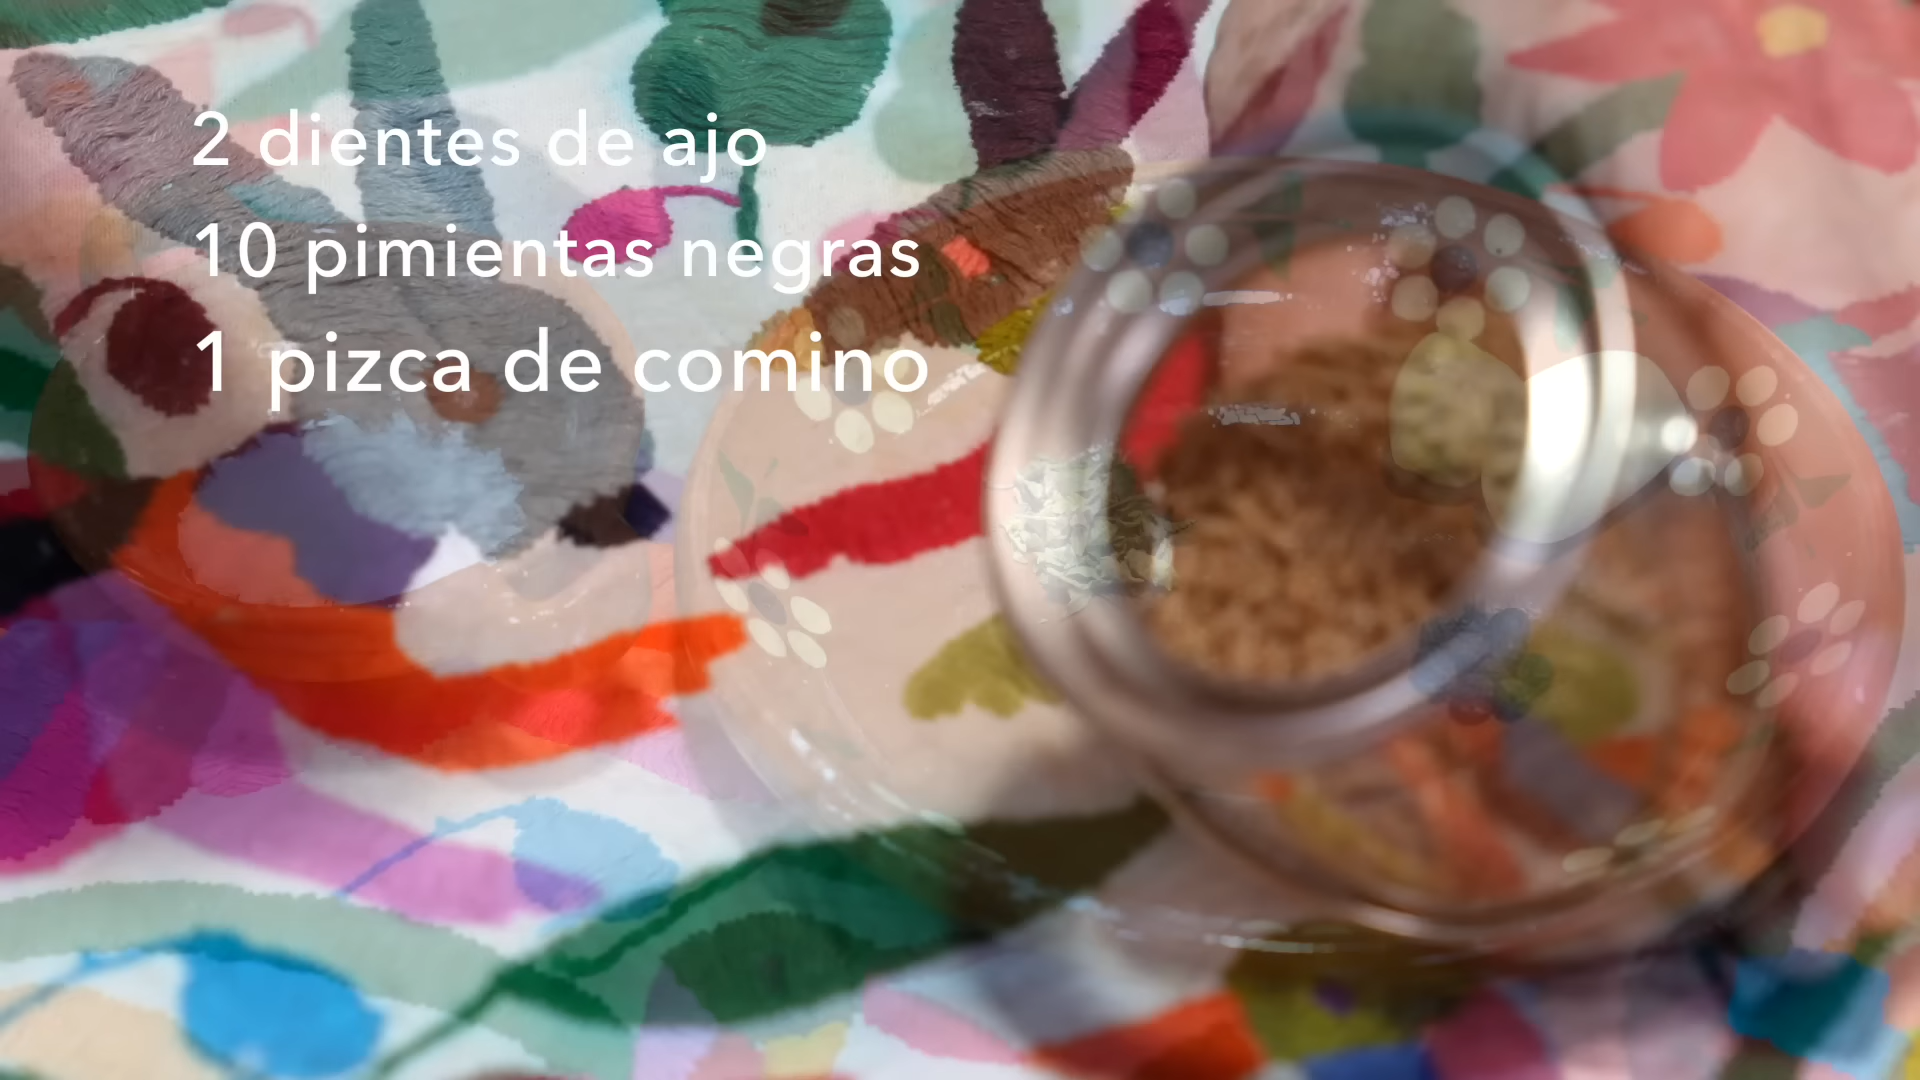 2 dientes de ajo
10 pimientas negras
1 pizca de comino